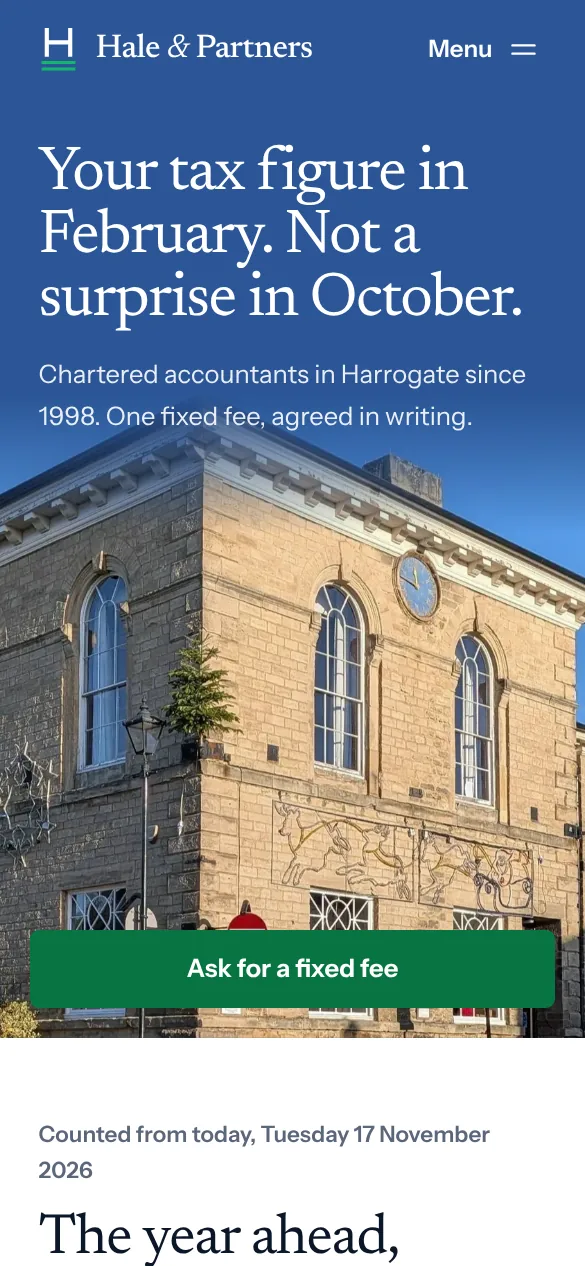 H Hale & Partners
Menu
Your tax figure in
February. Not a
surprise in October.
Chartered accountants in Harrogate since
1998. One fixed fee, agreed in writing.
Ask for a fixed fee
Counted from today, Tuesday 17 November
2026
The year ahead,